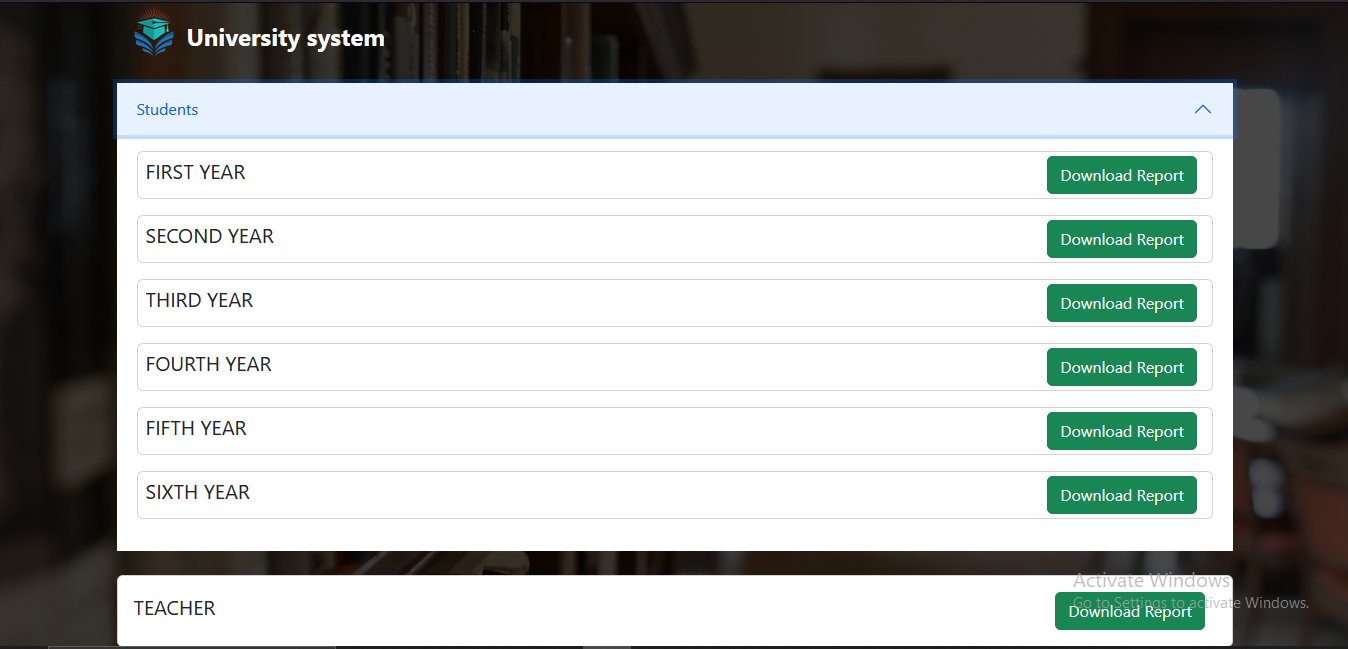 University system
Students
FIRST YEAR Download Report
SECOND YEAR Download Report
THIRD YEAR Download Report
FOURTH YEAR Download Report
FIFTH YEAR Download Report
SIXTH YEAR Download Report
Activate Windows
Go to Settings to activate Windows.
TEACHER Download Report